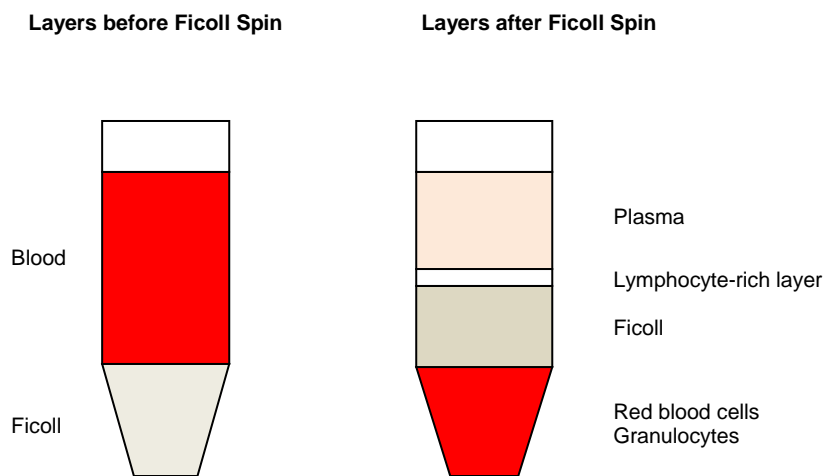 Layers before Ficoll Spin
Layers after Ficoll Spin
Blood
Ficoll
Plasma
Lymphocyte-rich layer
Ficoll
Red blood cells
Granulocytes